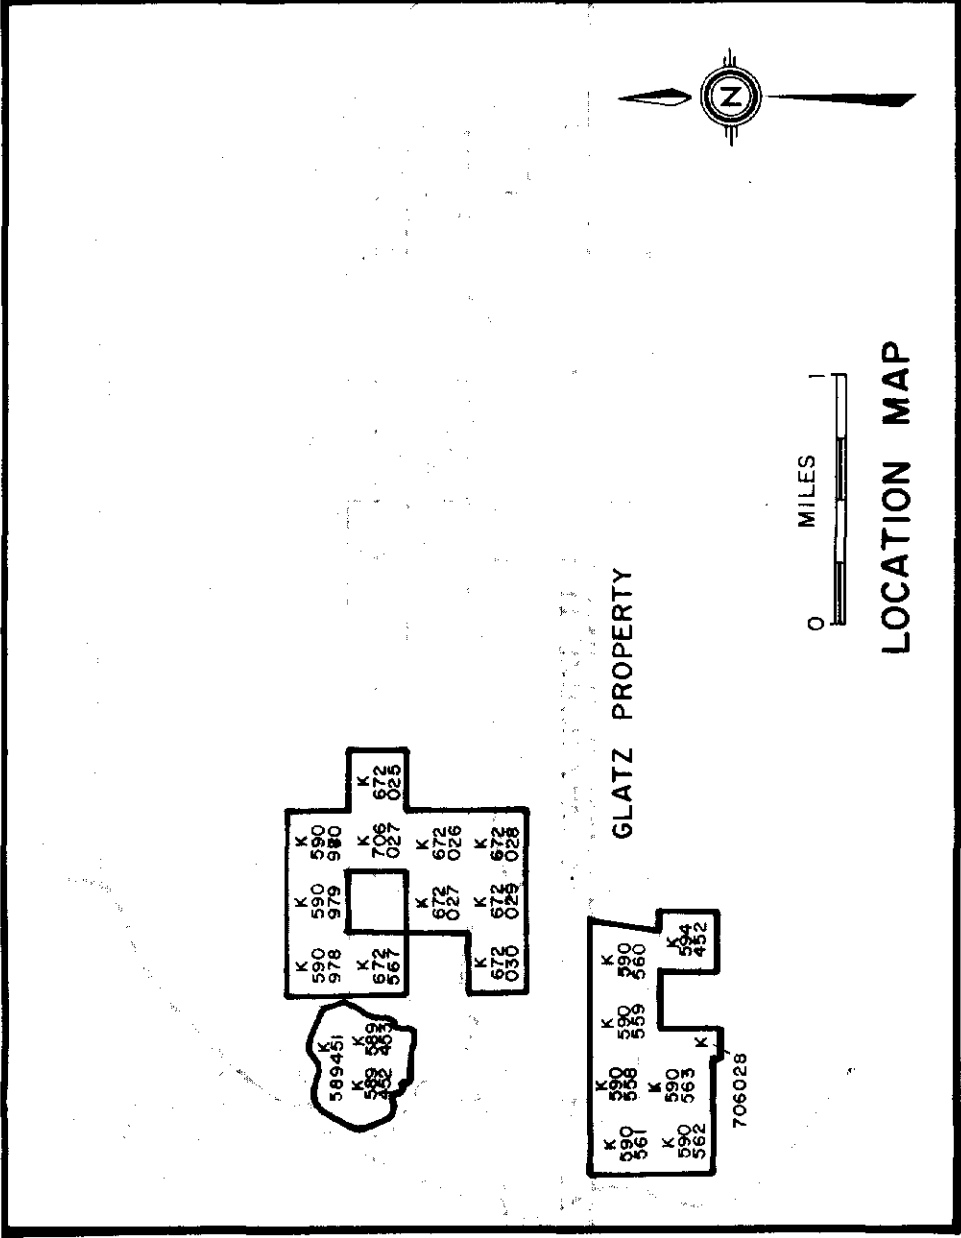 K
590
978
K
590
979
K
590
980
K
672
567
K
706
027
K
672
025
K
672
027
K
672
026
K
672
030
K
672
029
K
672
028
K
589451
K
589
452
K
589
453
GLATZ PROPERTY
K
590
561
K
590
558
K
590
559
K
590
560
K
594
452
K
590
562
K
590
563
K
706028
MILES
0 1
LOCATION MAP
N